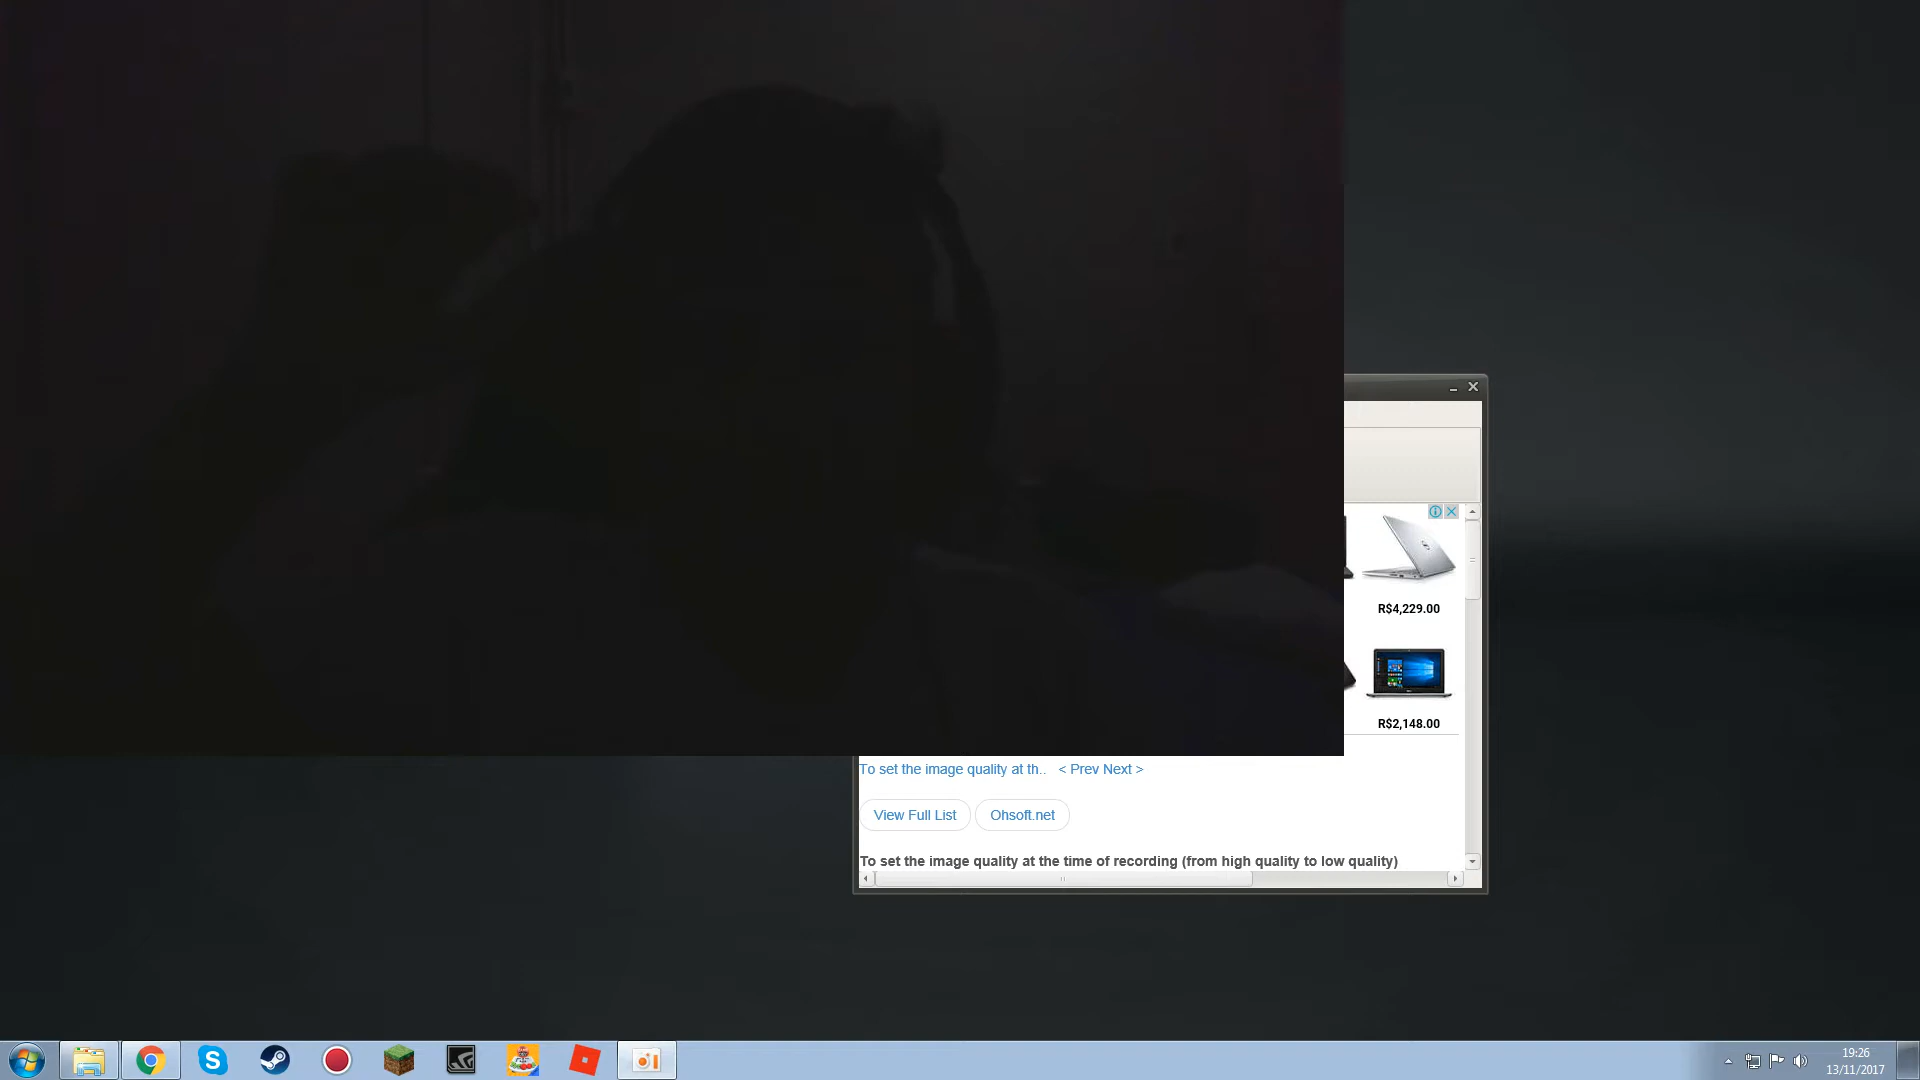 R$4,229.00
R$2,148.00
To set the image quality at th.. < Prev Next >
View Full List Ohsoft.net
To set the image quality at the time of recording (from high quality to low quality)
19:26
13/11/2017